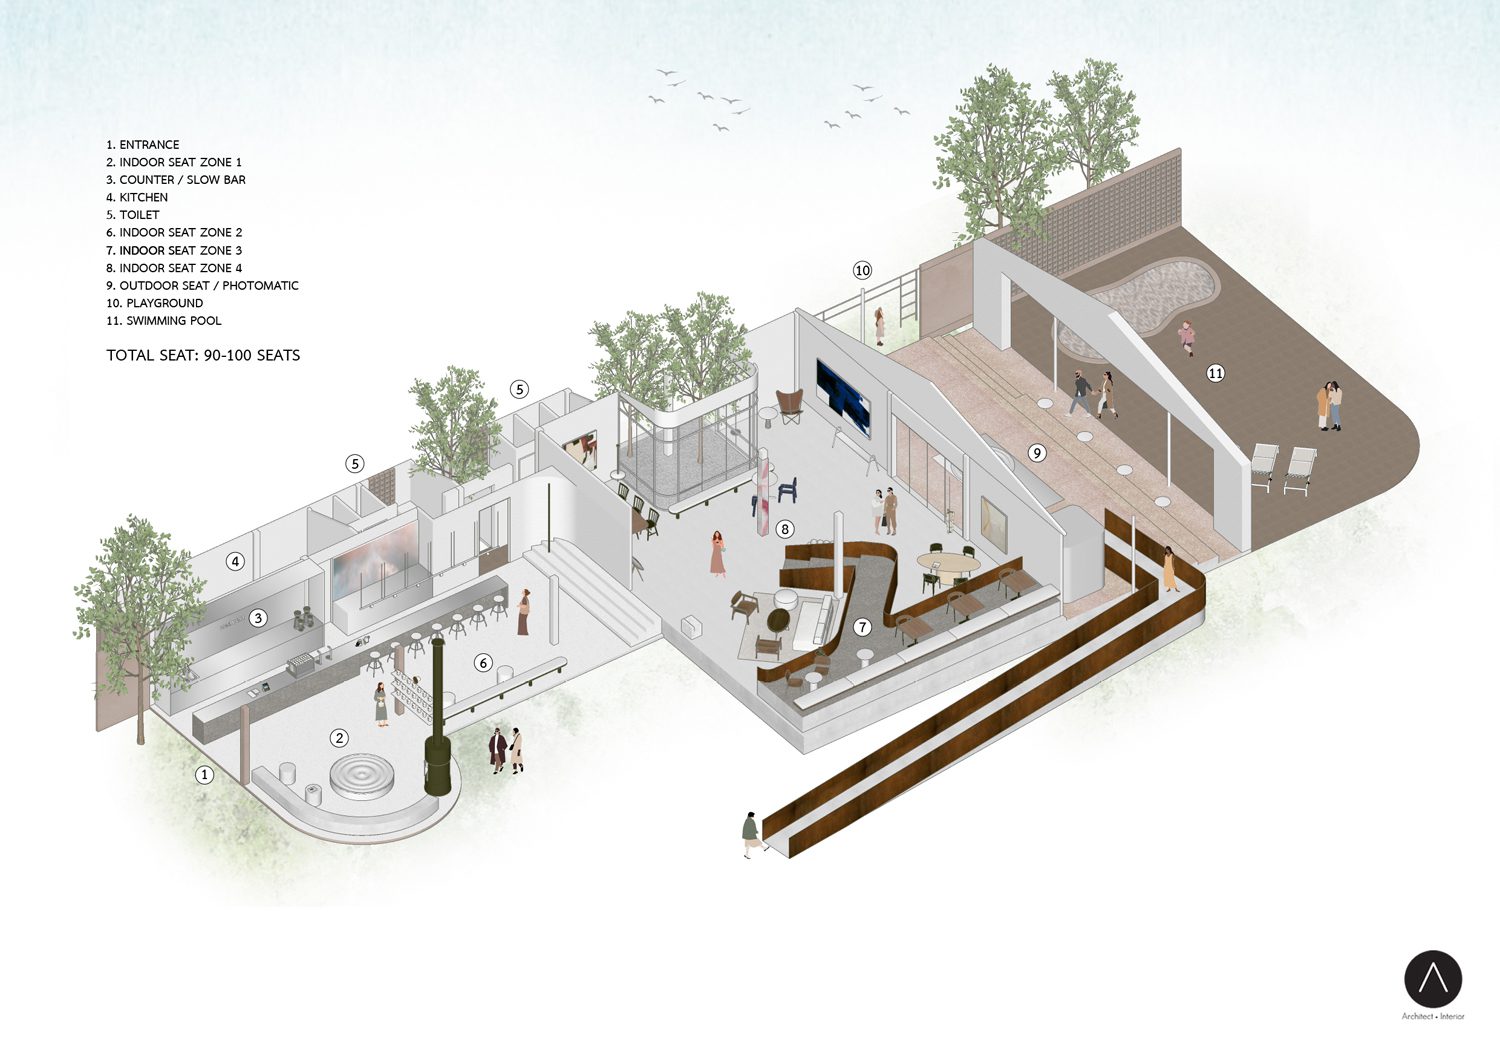 1. ENTRANCE
2. INDOOR SEAT ZONE 1
3. COUNTER / SLOW BAR
4. KITCHEN
5. TOILET
6. INDOOR SEAT ZONE 2
7. INDOOR SEAT ZONE 3
8. INDOOR SEAT ZONE 4
9. OUTDOOR SEAT / PHOTOMATIC
10. PLAYGROUND
11. SWIMMING POOL
TOTAL SEAT: 90-100 SEATS
10
11
5
9
5
8
4
3
7
6
2
1
Architect • Interior